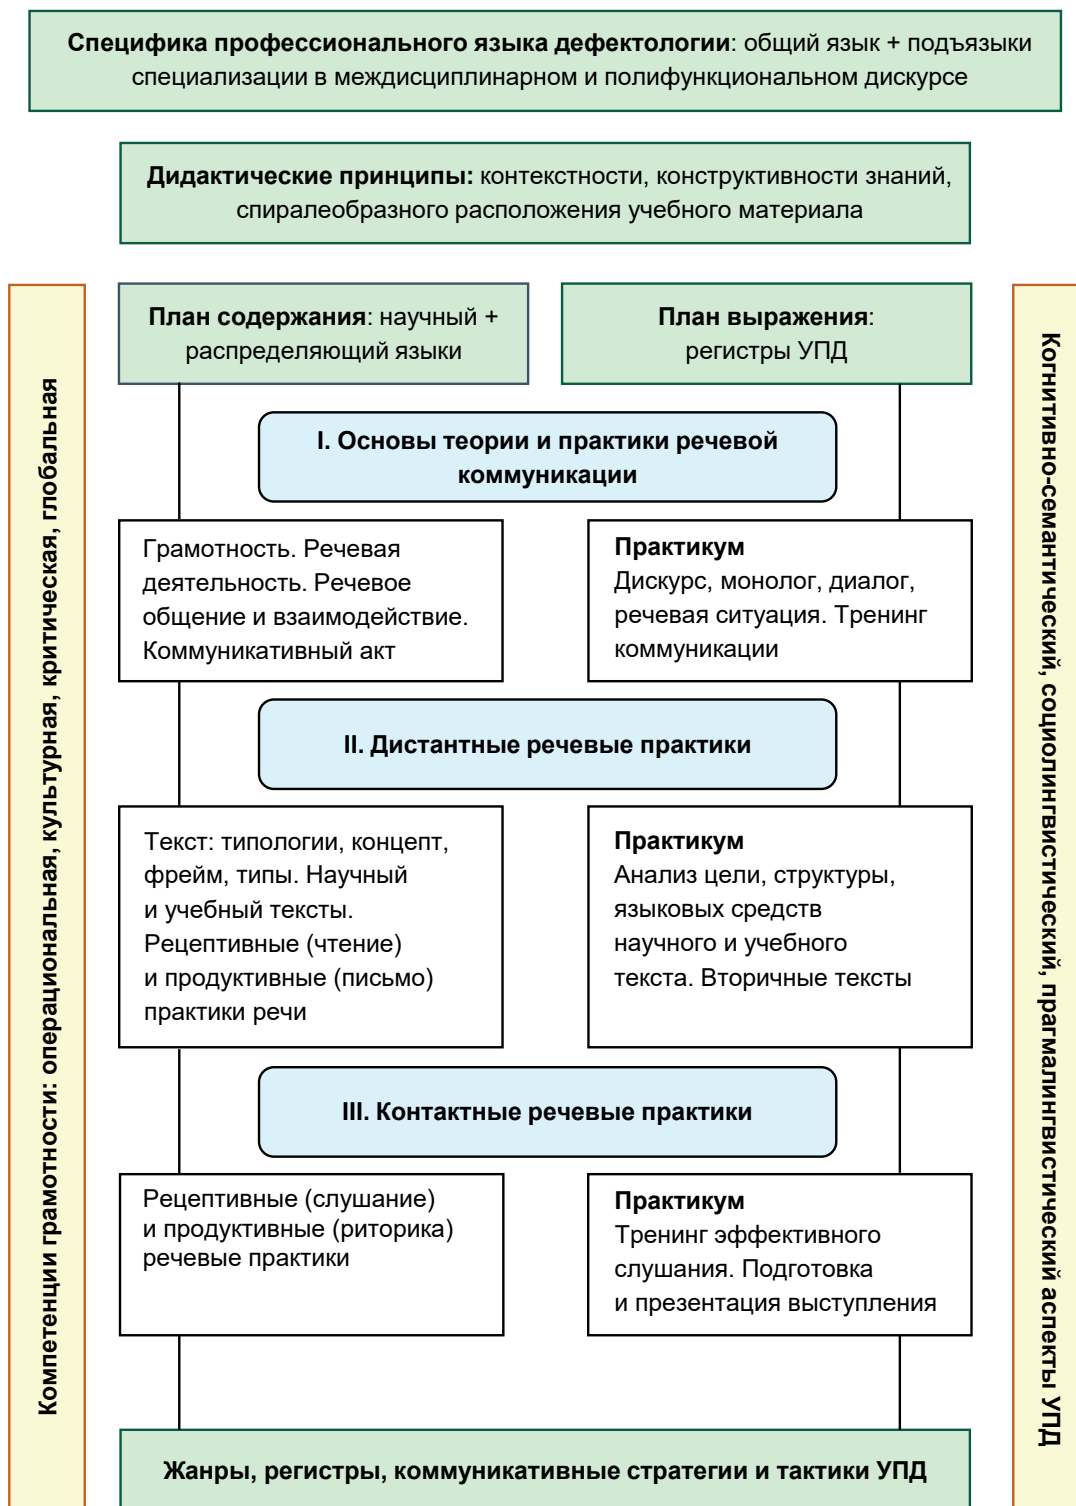 Специфика профессионального языка дефектологии: общий язык + подъязыки
специализации в междисциплинарном и полифункциональном дискурсе
Дидактические принципы: контекстности, конструктивности знаний,
спиралеобразного расположения учебного материала
Компетенции грамотности: операциональная, культурная, критическая, глобальная
План содержания: научный +
распределяющий языки
План выражения:
регистры УПД
I. Основы теории и практики речевой
коммуникации
Грамотность. Речевая
деятельность. Речевое
общение и взаимодействие.
Коммуникативный акт
Практикум
Дискурс, монолог, диалог,
речевая ситуация. Тренинг
коммуникации
II. Дистантные речевые практики
Текст: типологии, концепт,
фрейм, типы. Научный
и учебный тексты.
Рецептивные (чтение)
и продуктивные (письмо)
практики речи
Практикум
Анализ цели, структуры,
языковых средств
научного и учебного
текста. Вторичные тексты
III. Контактные речевые практики
Рецептивные (слушание)
и продуктивные (риторика)
речевые практики
Практикум
Тренинг эффективного
слушания. Подготовка
и презентация выступления
Когнитивно-семантический, социолингвистический, прагмалингвистический аспекты УПД
Жанры, регистры, коммуникативные стратегии и тактики УПД